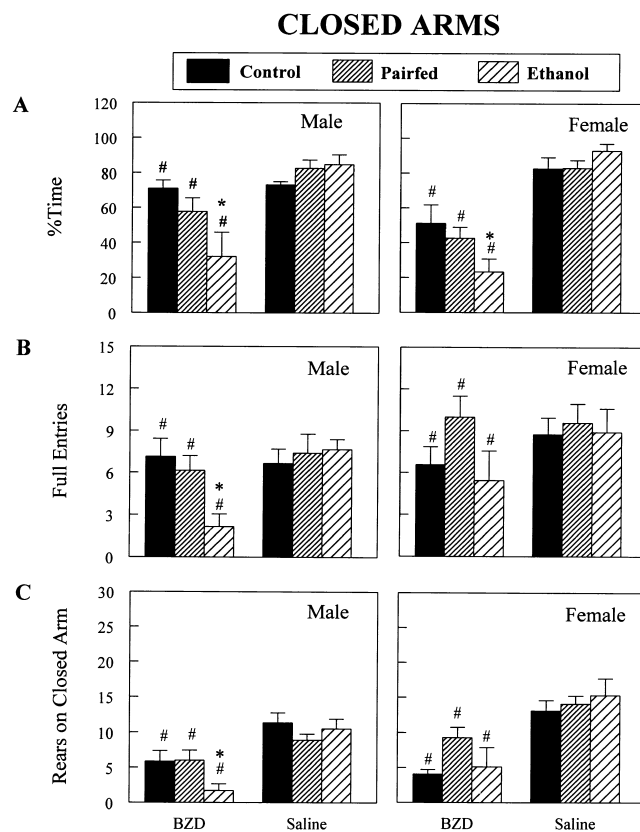 CLOSED ARMS
Control Pairfed Ethanol
A
Male Female
%Time
120
100
80
60
40
20
0
# # * #
# # * #
B
Male Female
Full Entries
15
12
9
6
3
0
# # * #
# # #
C
Male Female
Rears on Closed Arm
30
25
20
15
10
5
0
# # * #
# # #
BZD Saline BZD Saline